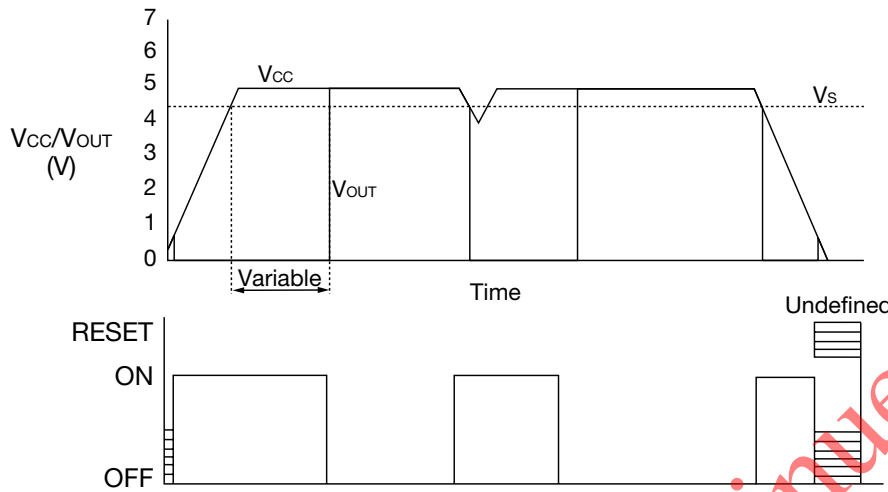 7
6
5
4
3
2
1
0
VCC/VOUT
(V)
VCC
VS
VOUT
Variable
Time
Undefined
RESET
ON
OFF
inue